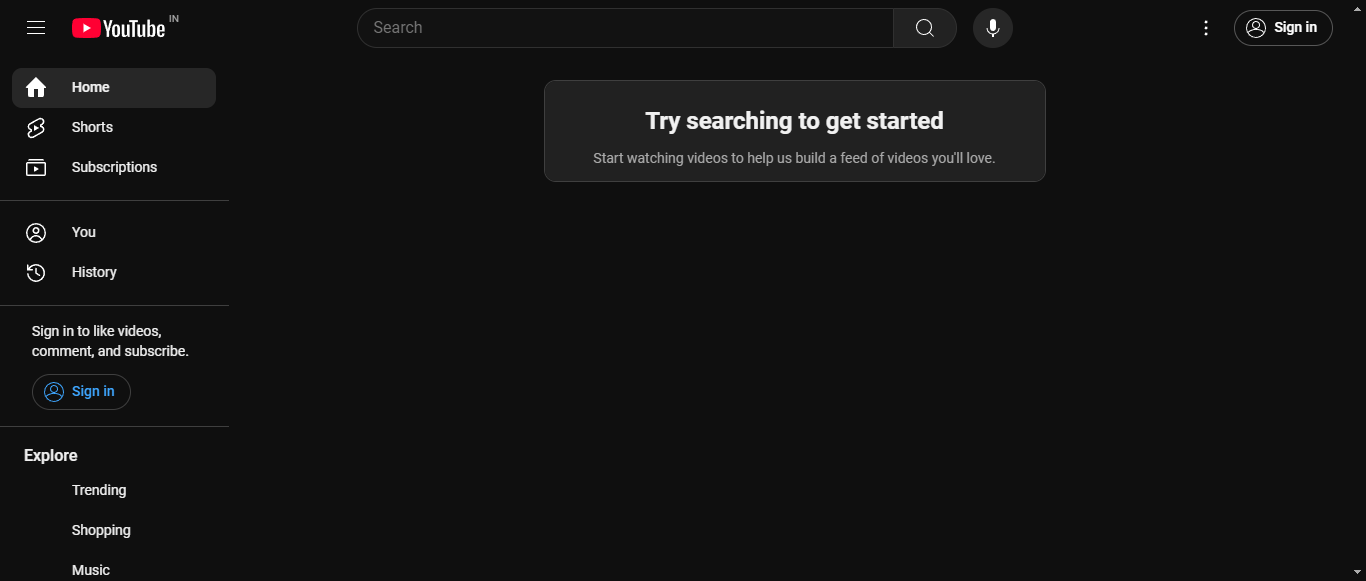 YouTube IN
Search
Sign in
Home
Shorts
Subscriptions
You
History
Sign in to like videos,
comment, and subscribe.
Sign in
Explore
Trending
Shopping
Music
Try searching to get started
Start watching videos to help us build a feed of videos you'll love.